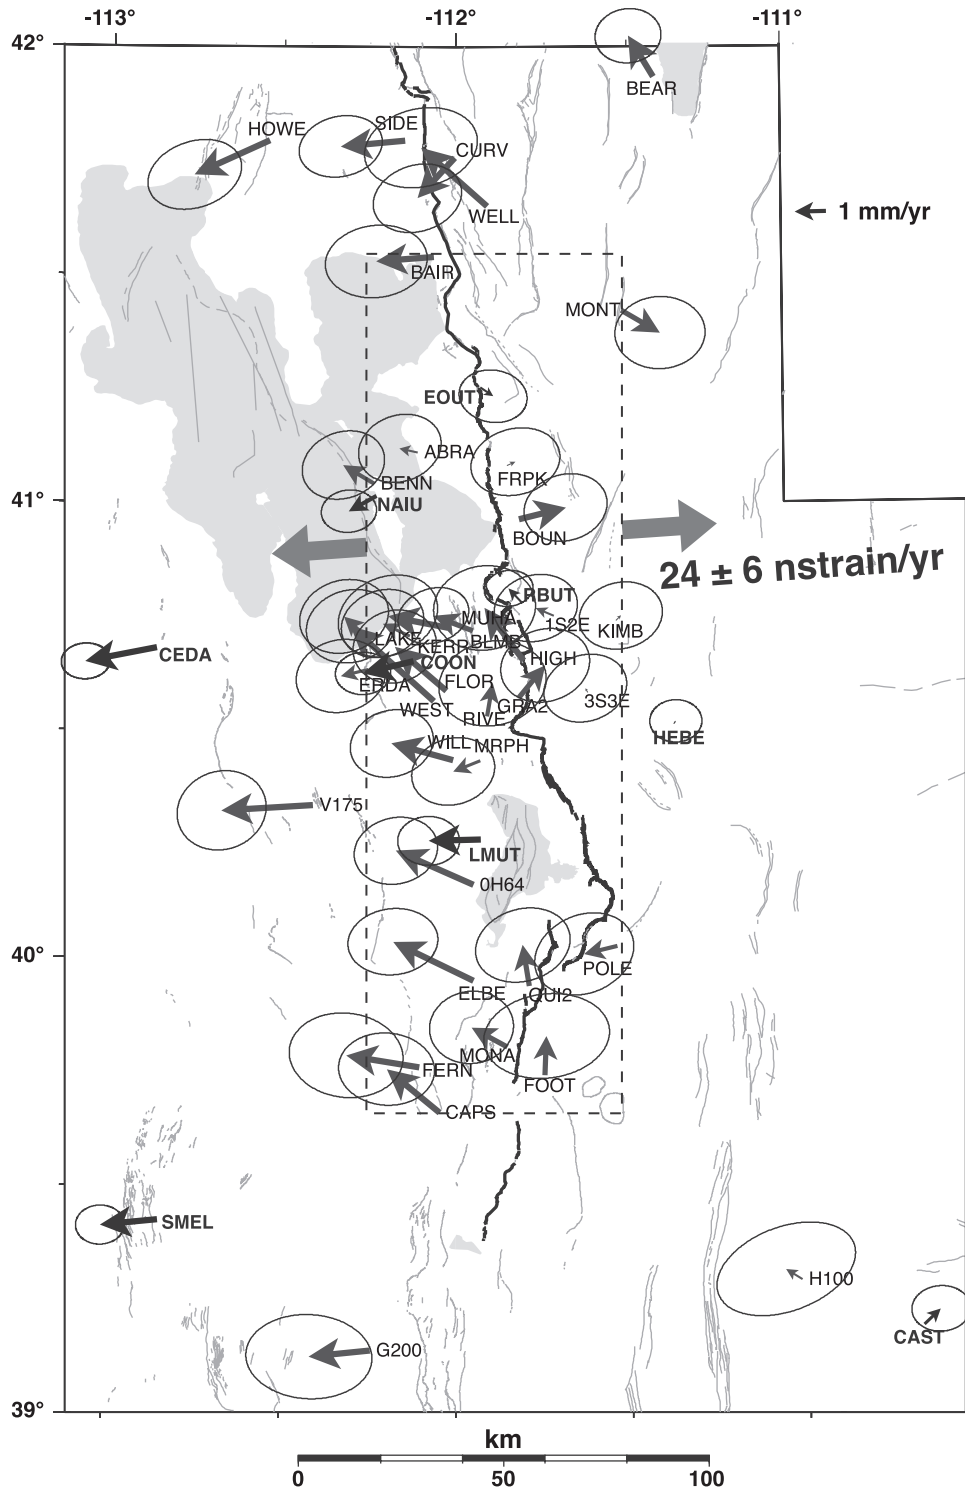 -113° -112° -111°
42°
BEAR
HOWE SIDE
CURV
WELL
1 mm/yr
BAIR
MONT
EOUT
ABRA
FRPK
BENN
NAIU
41°
BOUN
24 ± 6 nstrain/yr
RBUT
MUHA 1S2E KIMB
LAKE KERR BLMB
CEDA COON HIGH
ERDA FLOR
WEST GRA2 3S3E
RIVE
HEBE
WILL MRPH
V175
LMUT
0H64
40°
POLE
ELBE QUI2
MONA
FERN
FOOT
CAPS
SMEL
H100
CAST
G200
39°
km
0 50 100